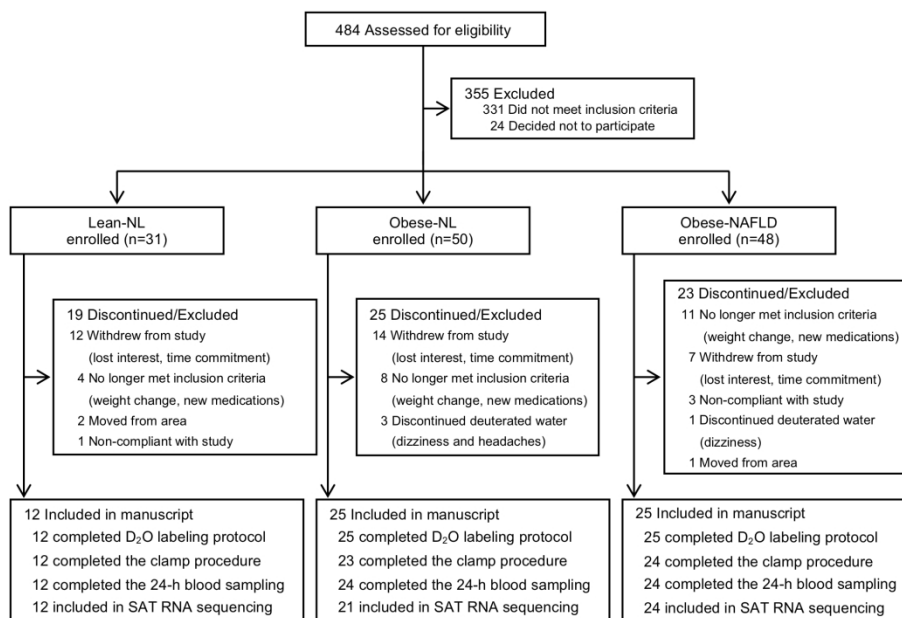 484 Assessed for eligibility
355 Excluded
331 Did not meet inclusion criteria
24 Decided not to participate
Lean-NL
enrolled (n=31)
Obese-NL
enrolled (n=50)
Obese-NAFLD
enrolled (n=48)
19 Discontinued/Excluded
12 Withdrew from study
(lost interest, time commitment)
4 No longer met inclusion criteria
(weight change, new medications)
2 Moved from area
1 Non-compliant with study
25 Discontinued/Excluded
14 Withdrew from study
(lost interest, time commitment)
8 No longer met inclusion criteria
(weight change, new medications)
3 Discontinued deuterated water
(dizziness and headaches)
23 Discontinued/Excluded
11 No longer met inclusion criteria
(weight change, new medications)
7 Withdrew from study
(lost interest, time commitment)
3 Non-compliant with study
1 Discontinued deuterated water
(dizziness)
1 Moved from area
12 Included in manuscript
12 completed D₂O labeling protocol
12 completed the clamp procedure
12 completed the 24-h blood sampling
12 included in SAT RNA sequencing
25 Included in manuscript
25 completed D₂O labeling protocol
23 completed the clamp procedure
24 completed the 24-h blood sampling
21 included in SAT RNA sequencing
25 Included in manuscript
25 completed D₂O labeling protocol
24 completed the clamp procedure
24 completed the 24-h blood sampling
24 included in SAT RNA sequencing